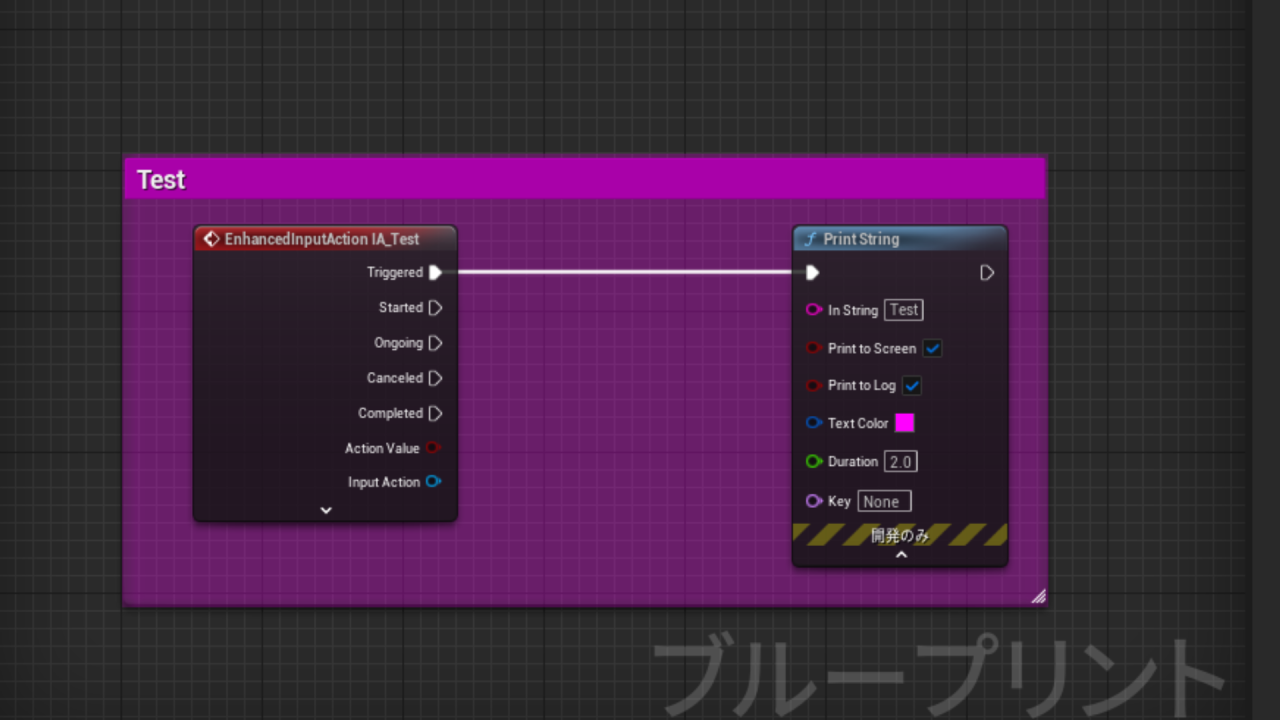 Test
EnhancedInputAction IA_Test
Triggered
Started
Ongoing
Canceled
Completed
Action Value
Input Action
Print String
In String Test
Print to Screen
Print to Log
Text Color
Duration 2.0
Key None
開発のみ
ブループリント